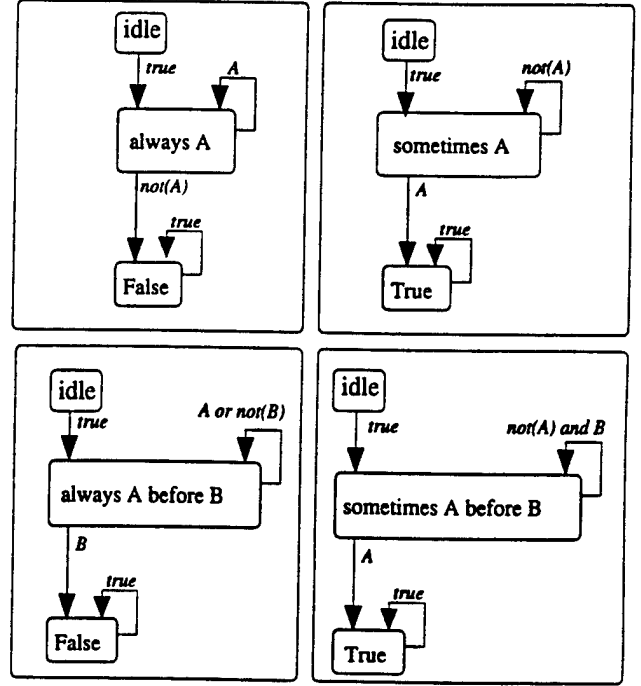 idle
true
A
always A
not(A)
true
False
idle
true
not(A)
sometimes A
A
true
True
idle
true
A or not(B)
always A before B
B
true
False
idle
true
not(A) and B
sometimes A before B
A
true
True